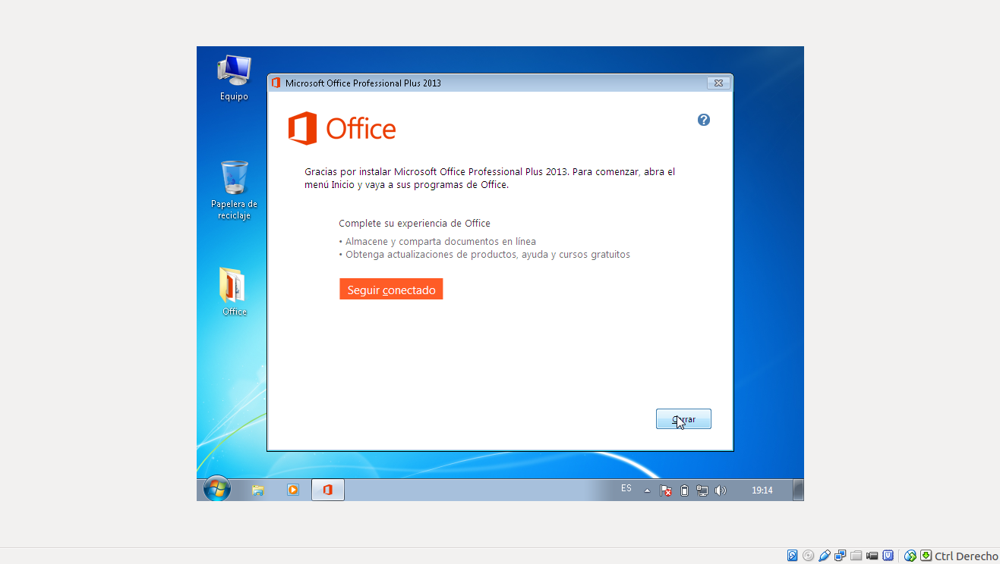 Equipo
Papelera de
reciclaje
Office
Microsoft Office Professional Plus 2013
Office
Gracias por instalar Microsoft Office Professional Plus 2013. Para comenzar, abra el
menú Inicio y vaya a sus programas de Office.
Complete su experiencia de Office
• Almacene y comparta documentos en línea
• Obtenga actualizaciones de productos, ayuda y cursos gratuitos
Seguir conectado
Cerrar
ES
19:14
Ctrl Derecho